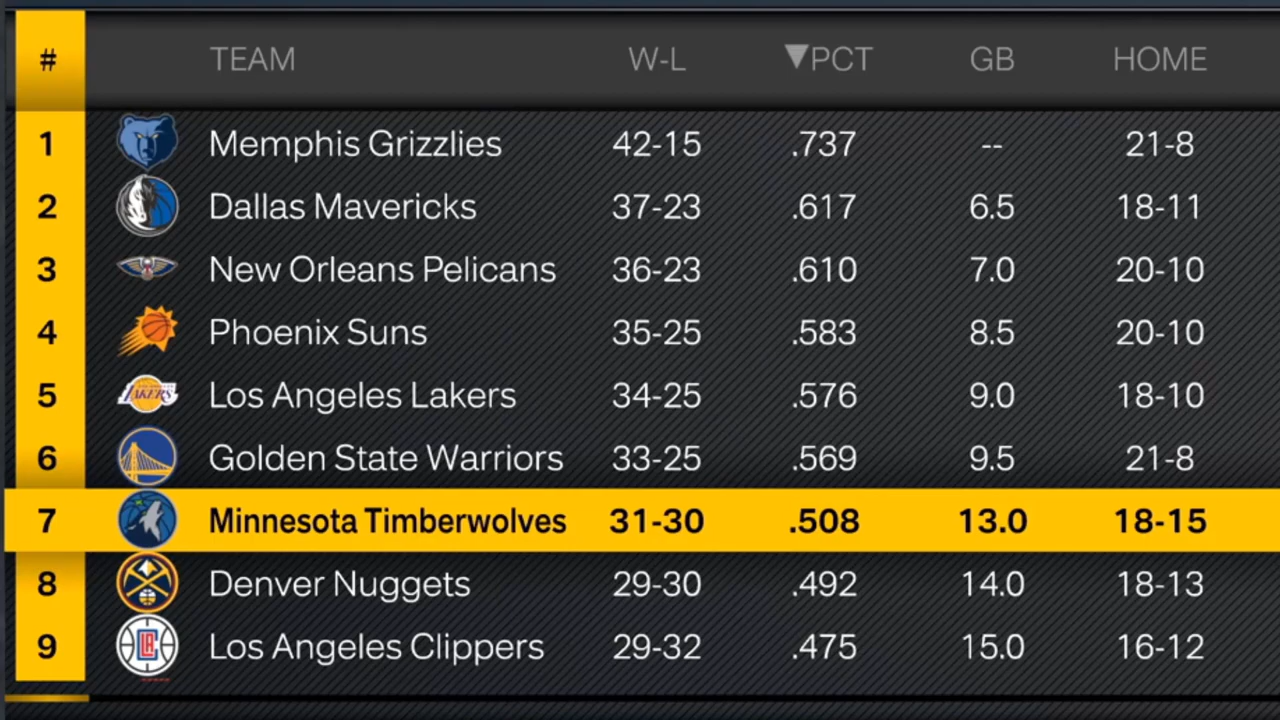 # TEAM W-L ▼PCT GB HOME
1 Memphis Grizzlies 42-15 .737 -- 21-8
2 Dallas Mavericks 37-23 .617 6.5 18-11
3 New Orleans Pelicans 36-23 .610 7.0 20-10
4 Phoenix Suns 35-25 .583 8.5 20-10
5 LAKERS Los Angeles Lakers 34-25 .576 9.0 18-10
6 Golden State Warriors 33-25 .569 9.5 21-8
7 Minnesota Timberwolves 31-30 .508 13.0 18-15
8 Denver Nuggets 29-30 .492 14.0 18-13
9 LA Los Angeles Clippers 29-32 .475 15.0 16-12